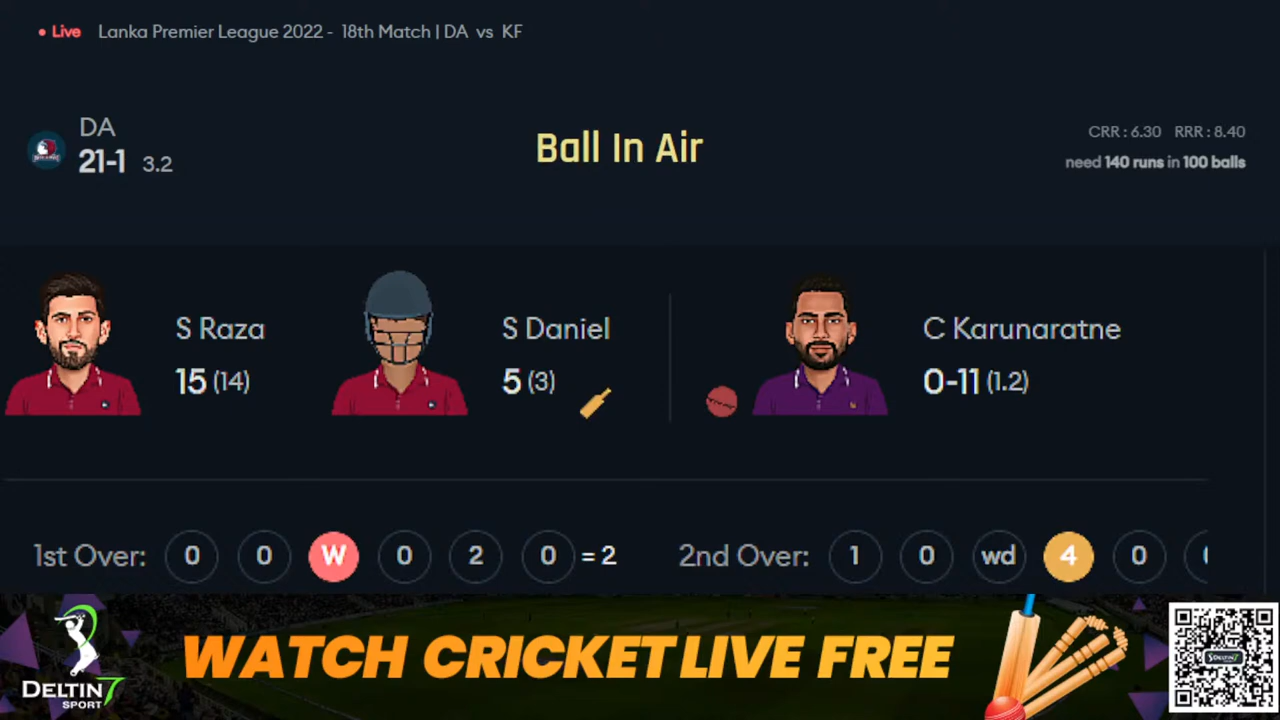 Live Lanka Premier League 2022 - 18th Match | DA vs KF
DA
21-1 3.2
Ball In Air
CRR : 6.30 RRR : 8.40
need 140 runs in 100 balls
S Raza
15 (14)
S Daniel
5 (3)
C Karunaratne
0-11 (1.2)
1st Over: 0 0 W 0 2 0 = 2
2nd Over: 1 0 wd 4 0
WATCH CRICKET LIVE FREE
DELTIN7
SPORT